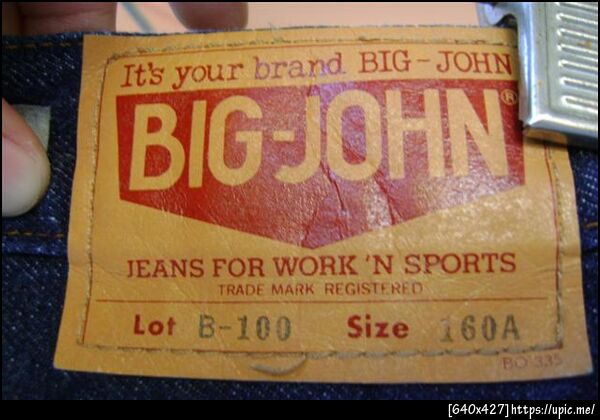 It's your brand BIG-JOHN
BIG-JOHN®
JEANS FOR WORK 'N SPORTS
TRADE MARK REGISTERED
Lot B-100 Size 160A
BO-335
[640x427]https://upic.me/